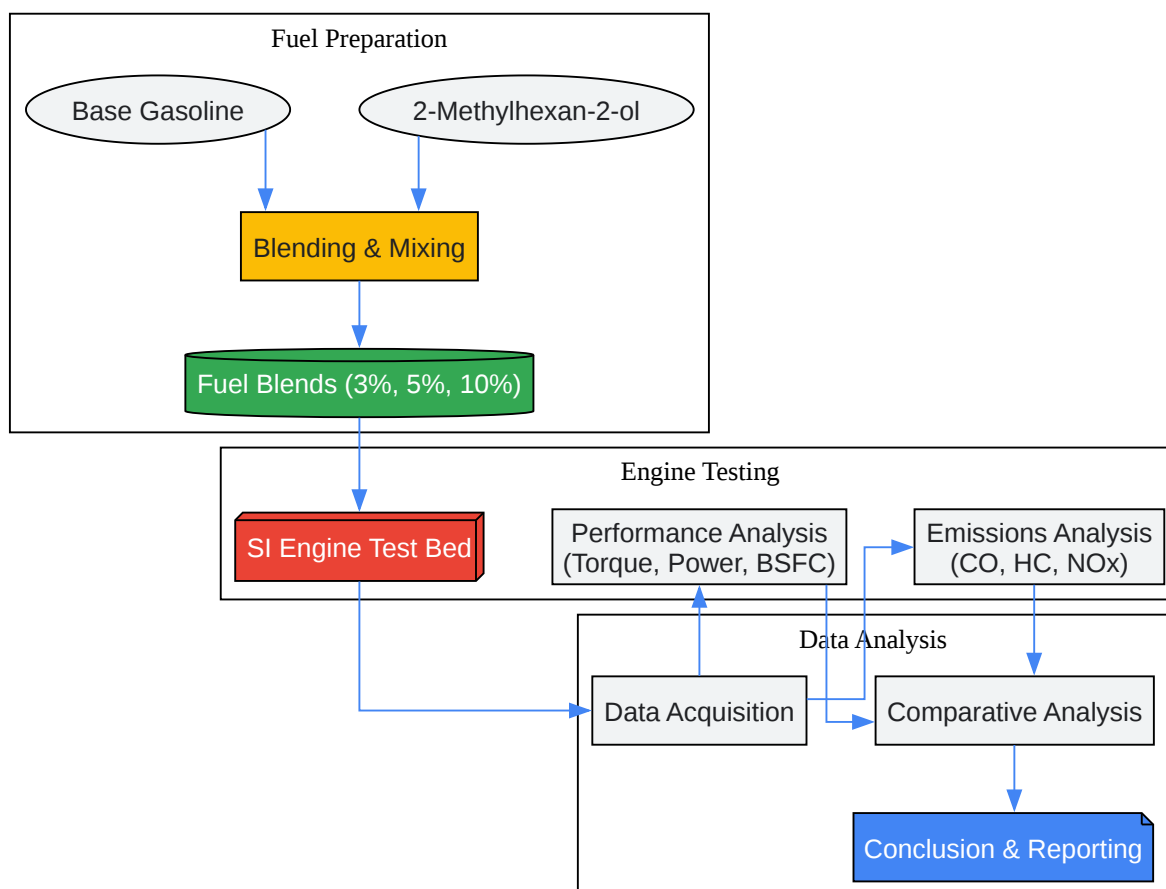 Fuel Preparation
Base Gasoline
2-Methylhexan-2-ol
Blending & Mixing
Fuel Blends (3%, 5%, 10%)
Engine Testing
SI Engine Test Bed
Performance Analysis
(Torque, Power, BSFC)
Emissions Analysis
(CO, HC, NOx)
Data Analysis
Data Acquisition
Comparative Analysis
Conclusion & Reporting